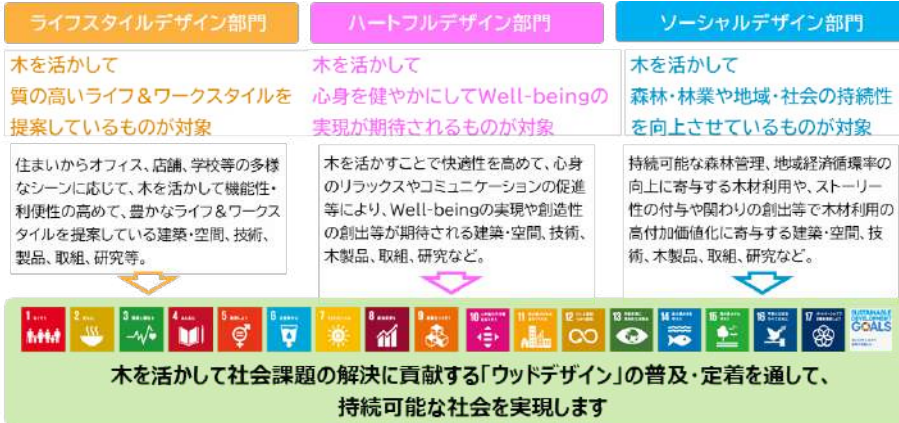 ライフスタイルデザイン部門
ハートフルデザイン部門
ソーシャルデザイン部門
木を活かして
質の高いライフ&ワークスタイルを
提案しているものが対象
木を活かして
心身を健やかにしてWell-beingの
実現が期待されるものが対象
木を活かして
森林・林業や地域・社会の持続性
を向上させているものが対象
住まいからオフィス、店舗、学校等の多様
なシーンに応じて、木を活かして機能性・
利便性の高めて、豊かなライフ&ワークス
タイルを提案している建築・空間、技術、
製品、取組、研究等。
木を活かすことで快適性を高めて、心身
のリラックスやコミュニケーションの促進
等により、Well-beingの実現や創造性
の創出等が期待される建築・空間、技術、
木製品、取組、研究など。
持続可能な森林管理、地域経済循環率の
向上に寄与する木材利用や、ストーリー
性の付与や関わりの創出等で木材利用の
高付加価値化に寄与する建築・空間、技
術、木製品、取組、研究など。
1
2
3
4
5
6
7
8
9
10
11
12
13
14
15
16
17
SUSTAINABLE
DEVELOPMENT
GOALS
木を活かして社会課題の解決に貢献する「ウッドデザイン」の普及・定着を通して、
持続可能な社会を実現します